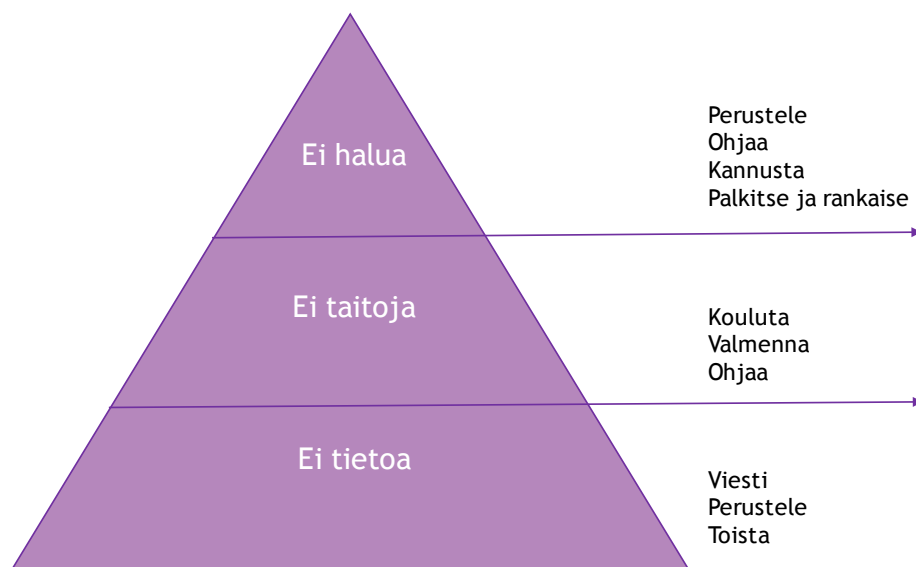 Ei halua
Perustele
Ohjaa
Kannusta
Palkitse ja rankaise
Ei taitoja
Kouluta
Valmenna
Ohjaa
Ei tietoa
Viesti
Perustele
Toista